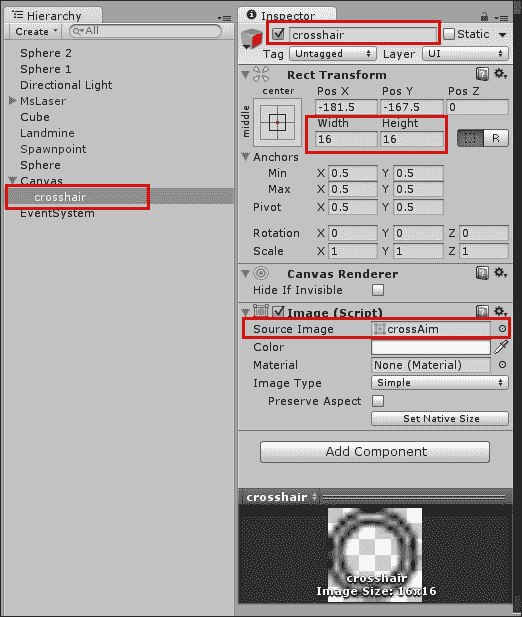 Hierarchy
Create All
Sphere 2
Sphere 1
Directional Light
MsLaser
Cube
Landmine
Spawnpoint
Sphere
Canvas
crosshair
EventSystem
Inspector
crosshair Static
Tag Untagged Layer UI
Rect Transform
center Pos X Pos Y Pos Z
middle -181.5 -167.5 0
Width Height
16 16 R
Anchors
Min X 0.5 Y 0.5
Max X 0.5 Y 0.5
Pivot X 0.5 Y 0.5
Rotation X 0 Y 0 Z 0
Scale X 1 Y 1 Z 1
Canvas Renderer
Hide If Invisible
Image (Script)
Source Image crossAim
Color
Material None (Material)
Image Type Simple
Preserve Aspect
Set Native Size
Add Component
crosshair
crosshair
Image Size: 16x16